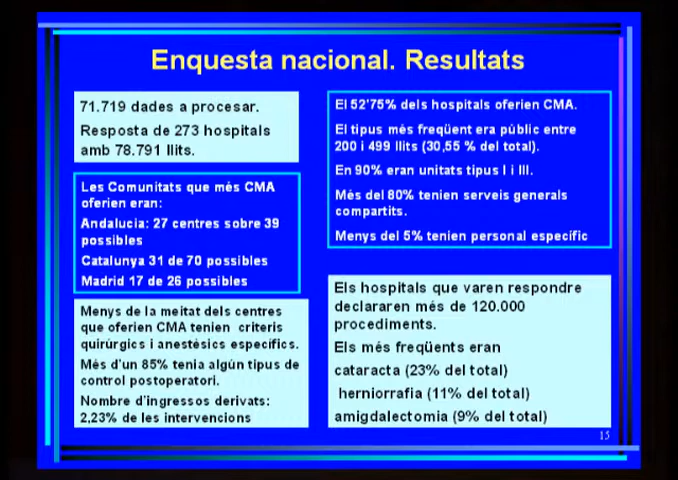 Enquesta nacional. Resultats
71.719 dades a procesar.
Resposta de 273 hospitals
amb 78.791 llits.
Les Comunitats que més CMA
oferien eran:
Andalucia: 27 centres sobre 39
possibles
Catalunya 31 de 70 possibles
Madrid 17 de 26 possibles
Menys de la meitat dels centres
que oferien CMA tenien criteris
quirúrgics i anestésics específics.
Més d'un 85% tenia algún tipus de
control postoperatori.
Nombre d'ingressos derivats:
2,23% de les intervencions
El 52'75% dels hospitals oferien CMA.
El tipus més freqüent era públic entre
200 i 499 llits (30,55 % del total).
En 90% eran unitats tipus I i III.
Més del 80% tenien serveis generals
compartits.
Menys del 5% tenien personal específic
Els hospitals que varen respondre
declararen més de 120.000
procediments.
Els més freqüents eran
cataracta (23% del total)
herniorrafia (11% del total)
amigdalectomia (9% del total)
15